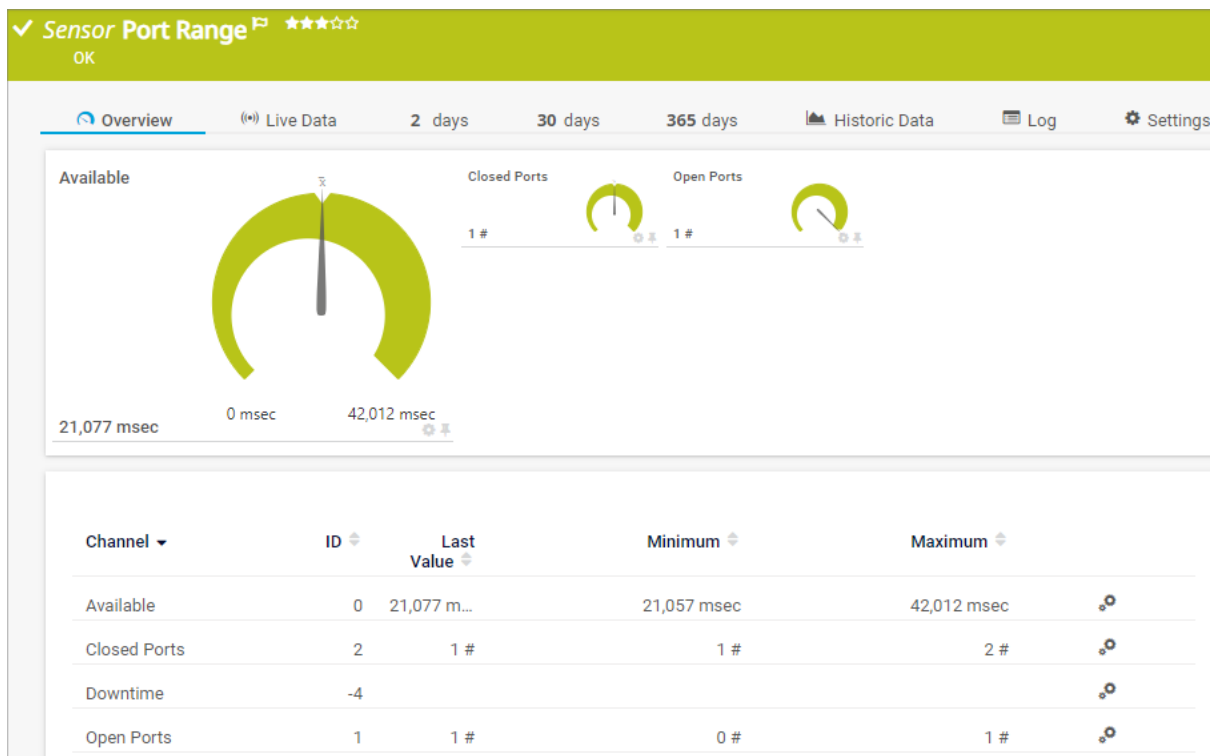 Sensor Port Range
OK
Overview Live Data 2 days 30 days 365 days Historic Data Log Settings
Available
x̄
Closed Ports
1 #
Open Ports
1 #
0 msec 42,012 msec
21,077 msec
Channel ID Last Value Minimum Maximum
Available 0 21,077 m... 21,057 msec 42,012 msec
Closed Ports 2 1 # 1 # 2 #
Downtime -4
Open Ports 1 1 # 0 # 1 #